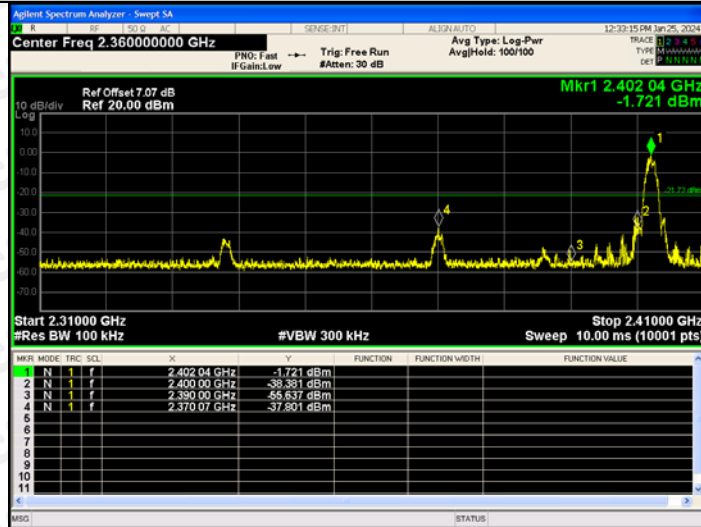 Agilent Spectrum Analyzer - Swept SA
R RF 50 Ω AC SENSE:INT ALIGN AUTO 12:33:15 PM Jan 25, 2024
Center Freq 2.360000000 GHz Avg Type: Log-Pwr TRACE 1 2 3 4 5
PNO: Fast Trig: Free Run Avg|Hold: 100/100 TYPE M
IFGain:Low #Atten: 30 dB DET P N N N N
Mkr1 2.402 04 GHz
Ref Offset 7.07 dB -1.721 dBm
10 dB/div Ref 20.00 dBm
Log
1
10.0
0.00
-10.0
-20.0 -21.72 dBm
4 2
-30.0
-40.0
3
-50.0
-60.0
-70.0
Start 2.31000 GHz Stop 2.41000 GHz
#Res BW 100 kHz #VBW 300 kHz Sweep 10.00 ms (10001 pts)
MKR MODE TRC SCL X Y FUNCTION FUNCTION WIDTH FUNCTION VALUE
1 N 1 f 2.402 04 GHz -1.721 dBm
2 N 1 f 2.400 00 GHz -38.381 dBm
3 N 1 f 2.390 00 GHz -55.637 dBm
4 N 1 f 2.370 07 GHz -37.801 dBm
5
6
7
8
9
10
11
MSG STATUS